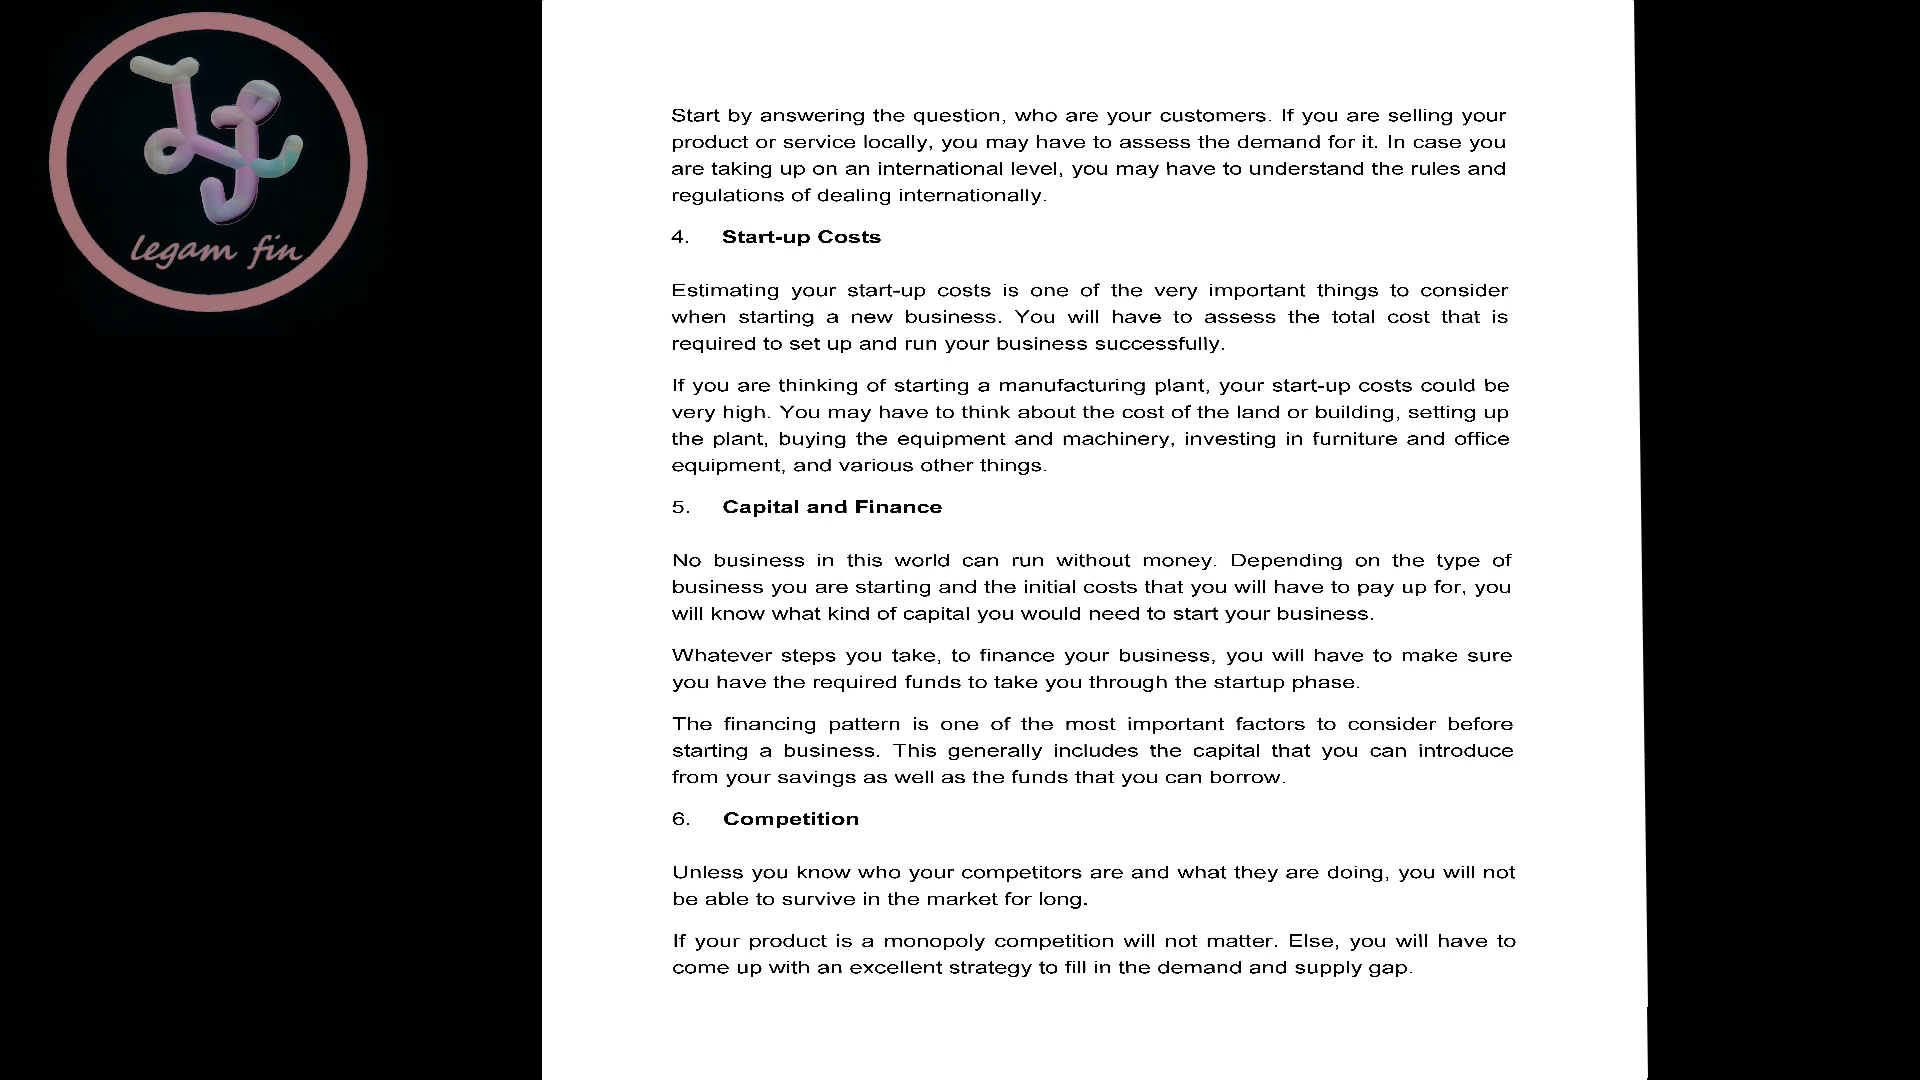 legam fin
Start by answering the question, who are your customers. If you are selling your
product or service locally, you may have to assess the demand for it. In case you
are taking up on an international level, you may have to understand the rules and
regulations of dealing internationally.
4. Start-up Costs
Estimating your start-up costs is one of the very important things to consider
when starting a new business. You will have to assess the total cost that is
required to set up and run your business successfully.
If you are thinking of starting a manufacturing plant, your start-up costs could be
very high. You may have to think about the cost of the land or building, setting up
the plant, buying the equipment and machinery, investing in furniture and office
equipment, and various other things.
5. Capital and Finance
No business in this world can run without money. Depending on the type of
business you are starting and the initial costs that you will have to pay up for, you
will know what kind of capital you would need to start your business.
Whatever steps you take, to finance your business, you will have to make sure
you have the required funds to take you through the startup phase.
The financing pattern is one of the most important factors to consider before
starting a business. This generally includes the capital that you can introduce
from your savings as well as the funds that you can borrow.
6. Competition
Unless you know who your competitors are and what they are doing, you will not
be able to survive in the market for long.
If your product is a monopoly competition will not matter. Else, you will have to
come up with an excellent strategy to fill in the demand and supply gap.